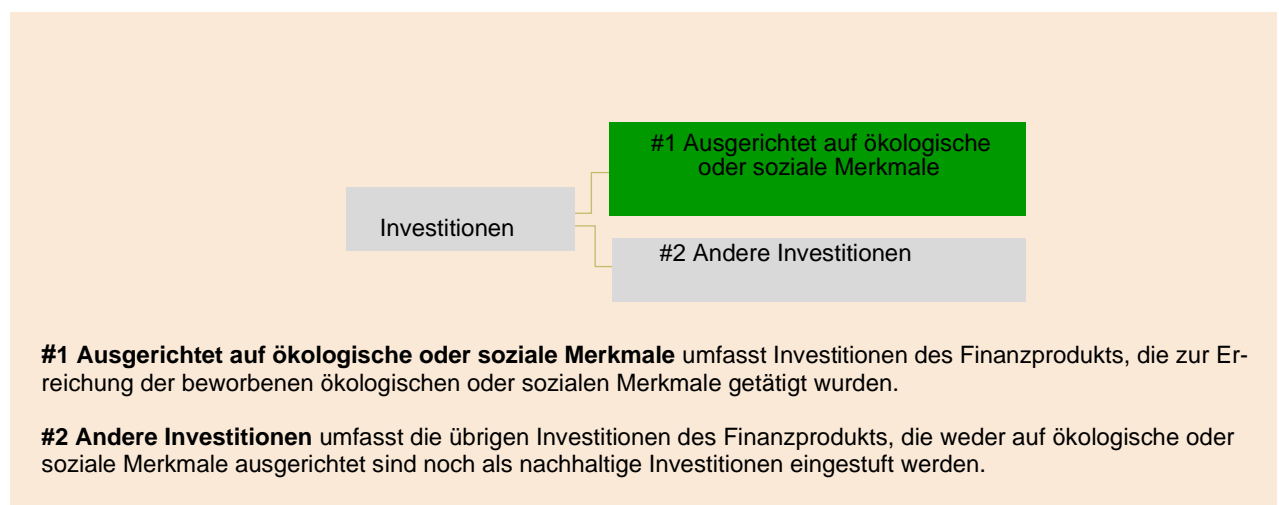 #1 Ausgerichtet auf ökologische
oder soziale Merkmale
Investitionen
#2 Andere Investitionen
#1 Ausgerichtet auf ökologische oder soziale Merkmale umfasst Investitionen des Finanzprodukts, die zur Er-
reichung der beworbenen ökologischen oder sozialen Merkmale getätigt wurden.
#2 Andere Investitionen umfasst die übrigen Investitionen des Finanzprodukts, die weder auf ökologische oder
soziale Merkmale ausgerichtet sind noch als nachhaltige Investitionen eingestuft werden.